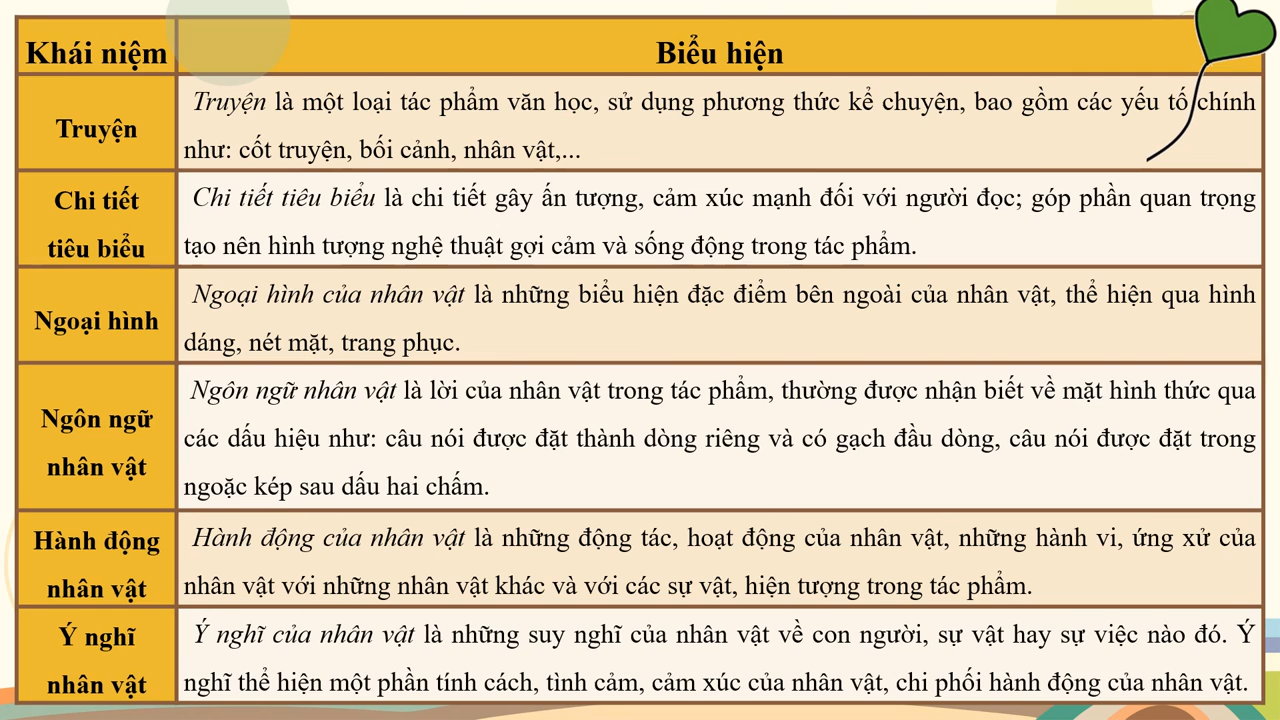 Khái niệm
Biểu hiện
Truyện
Truyện là một loại tác phẩm văn học, sử dụng phương thức kể chuyện, bao gồm các yếu tố chính
như: cốt truyện, bối cảnh, nhân vật,...
Chi tiết
tiêu biểu
Chi tiết tiêu biểu là chi tiết gây ấn tượng, cảm xúc mạnh đối với người đọc; góp phần quan trọng
tạo nên hình tượng nghệ thuật gợi cảm và sống động trong tác phẩm.
Ngoại hình
Ngoại hình của nhân vật là những biểu hiện đặc điểm bên ngoài của nhân vật, thể hiện qua hình
dáng, nét mặt, trang phục.
Ngôn ngữ
nhân vật
Ngôn ngữ nhân vật là lời của nhân vật trong tác phẩm, thường được nhận biết về mặt hình thức qua
các dấu hiệu như: câu nói được đặt thành dòng riêng và có gạch đầu dòng, câu nói được đặt trong
ngoặc kép sau dấu hai chấm.
Hành động
nhân vật
Hành động của nhân vật là những động tác, hoạt động của nhân vật, những hành vi, ứng xử của
nhân vật với những nhân vật khác và với các sự vật, hiện tượng trong tác phẩm.
Ý nghĩ
nhân vật
Ý nghĩ của nhân vật là những suy nghĩ của nhân vật về con người, sự vật hay sự việc nào đó. Ý
nghĩ thể hiện một phần tính cách, tình cảm, cảm xúc của nhân vật, chi phối hành động của nhân vật.